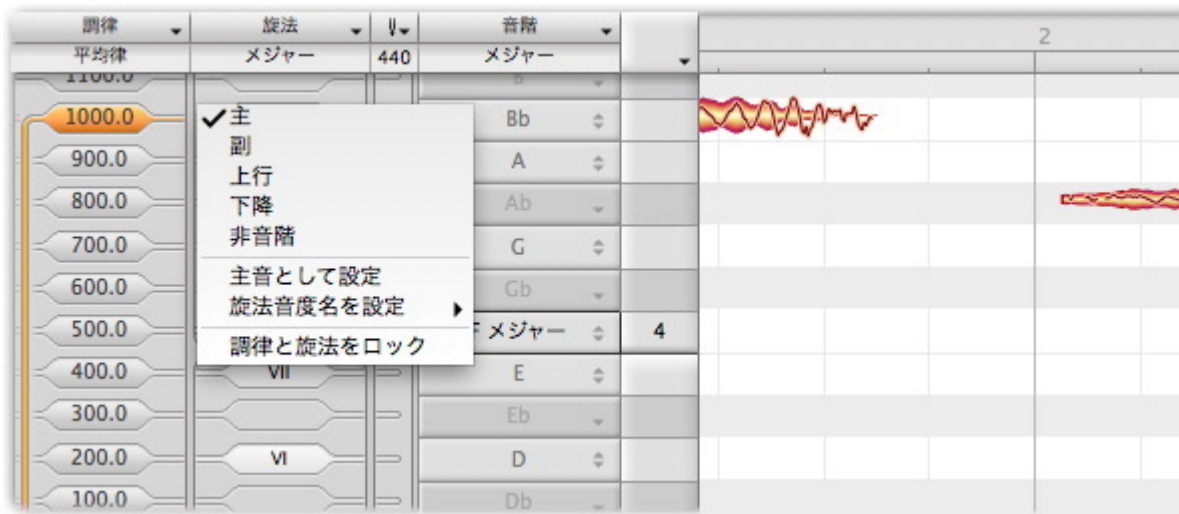 調律 旋法 音階
平均律 メジャー 440 メジャー
2
1100.0 B
1000.0 Bb
900.0 A
800.0 Ab
700.0 G
600.0 Gb
500.0 F メジャー 4
400.0 VII E
300.0 Eb
200.0 VI D
100.0 Db
主
副
上行
下降
非音階
主音として設定
旋法音度名を設定
調律と旋法をロック